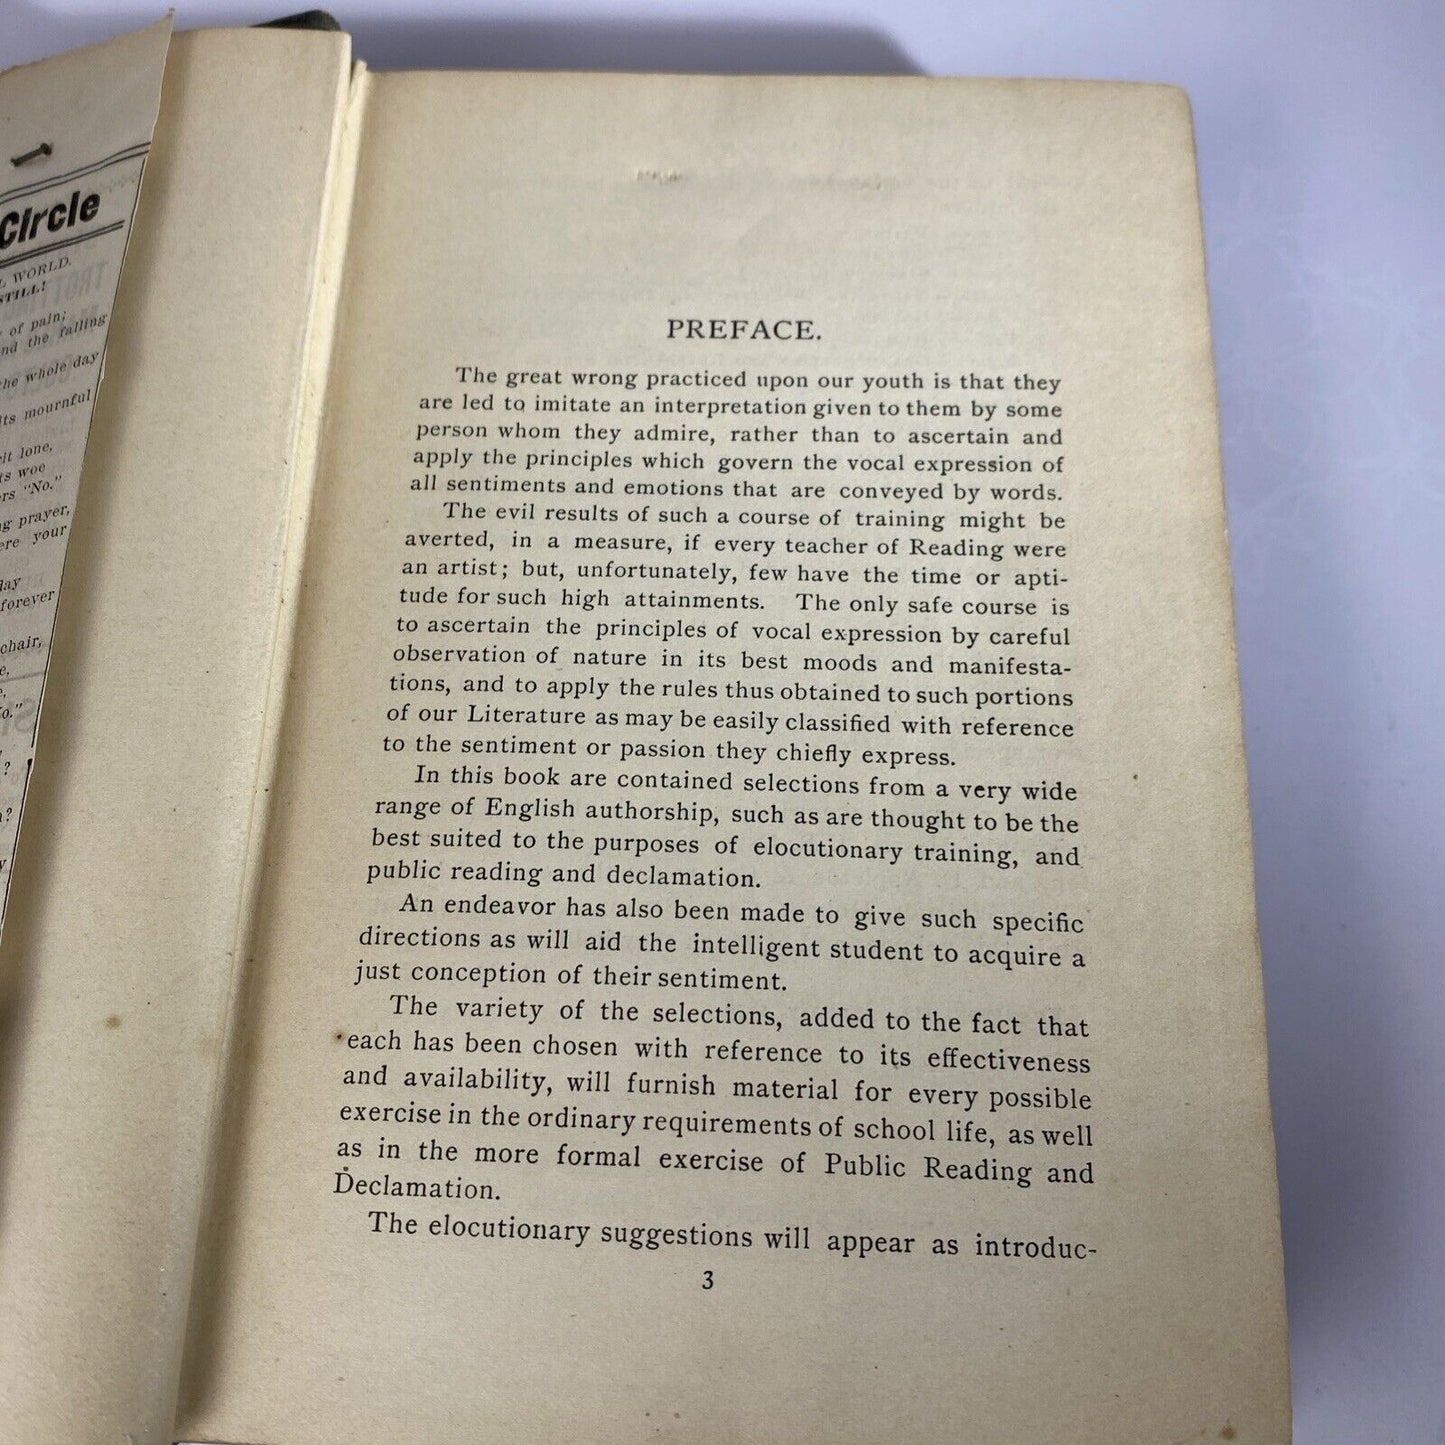 Circle
WORLD.
STILL!
of pain;
the falling
the whole day
its mournful
lone,
woe
"No."
prayer,
your
day
forever
chair,
?
?
PREFACE.
The great wrong practiced upon our youth is that they
are led to imitate an interpretation given to them by some
person whom they admire, rather than to ascertain and
apply the principles which govern the vocal expression of
all sentiments and emotions that are conveyed by words.
The evil results of such a course of training might be
averted, in a measure, if every teacher of Reading were
an artist; but, unfortunately, few have the time or apti-
tude for such high attainments. The only safe course is
to ascertain the principles of vocal expression by careful
observation of nature in its best moods and manifesta-
tions, and to apply the rules thus obtained to such portions
of our Literature as may be easily classified with reference
to the sentiment or passion they chiefly express.
In this book are contained selections from a very wide
range of English authorship, such as are thought to be the
best suited to the purposes of elocutionary training, and
public reading and declamation.
An endeavor has also been made to give such specific
directions as will aid the intelligent student to acquire a
just conception of their sentiment.
The variety of the selections, added to the fact that
each has been chosen with reference to its effectiveness
and availability, will furnish material for every possible
exercise in the ordinary requirements of school life, as well
as in the more formal exercise of Public Reading and
Declamation.
The elocutionary suggestions will appear as introduc-
3